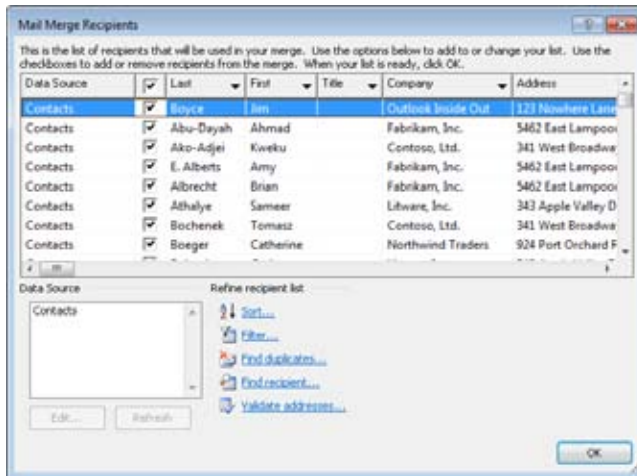 Mail Merge Recipients
This is the list of recipients that will be used in your merge. Use the options below to add to or change your list. Use the
checkboxes to add or remove recipients from the merge. When your list is ready, click OK.
Data Source Last First Title Company Address
Contacts Boyce Jim Outlook Inside Out 123 Nowhere Lane
Contacts Abu-Dayah Ahmad Fabrikam, Inc. 5462 East Lampoo
Contacts Ako-Adjei Kweku Contoso, Ltd. 341 West Broadwa
Contacts E. Alberts Amy Fabrikam, Inc. 5462 East Lampoo
Contacts Albrecht Brian Fabrikam, Inc. 5462 East Lampoo
Contacts Athalye Sameer Litware, Inc. 343 Apple Valley D
Contacts Bochenek Tomasz Contoso, Ltd. 341 West Broadwa
Contacts Boeger Catherine Northwind Traders 924 Port Orchard F
Data Source Refine recipient list
Contacts
Sort...
Filter...
Find duplicates...
Find recipient...
Validate addresses...
Edit... Refresh
OK